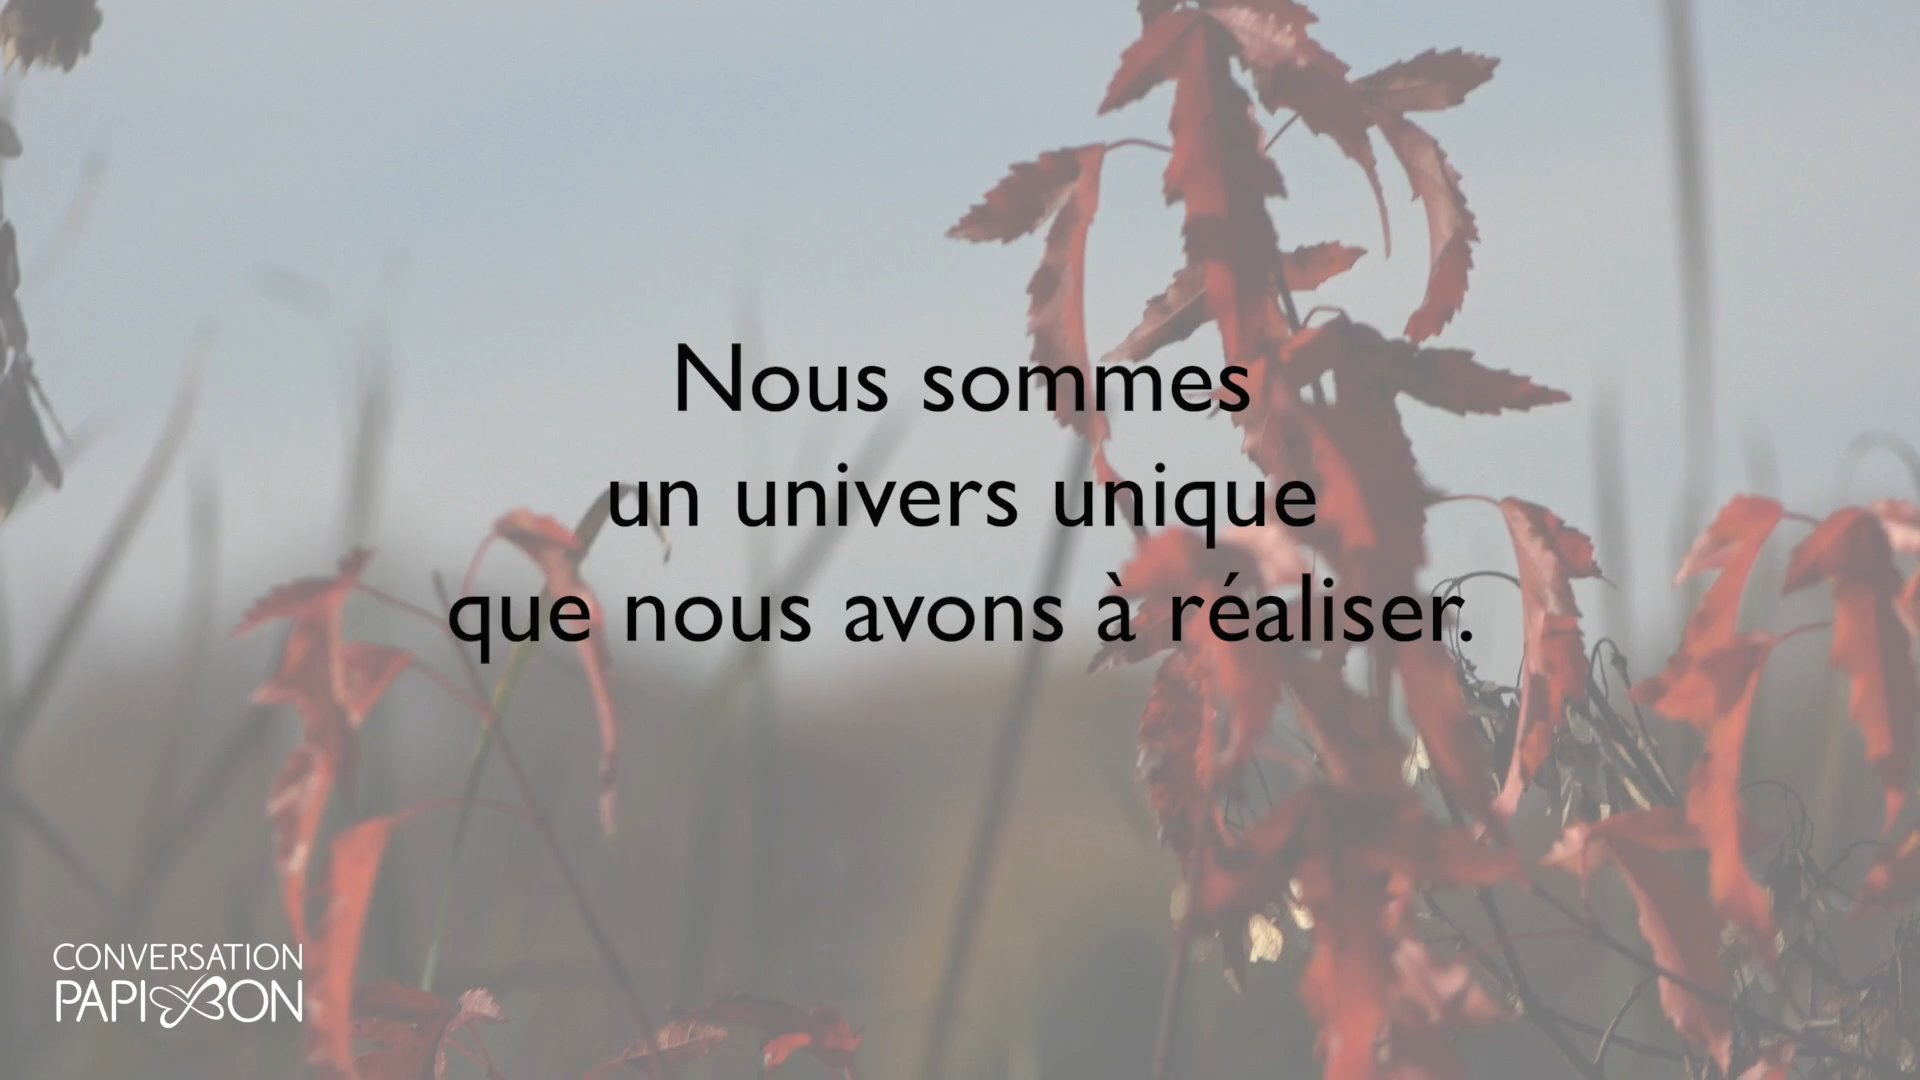 Nous sommes
un univers unique
que nous avons à réaliser.
CONVERSATION
PAPILLON